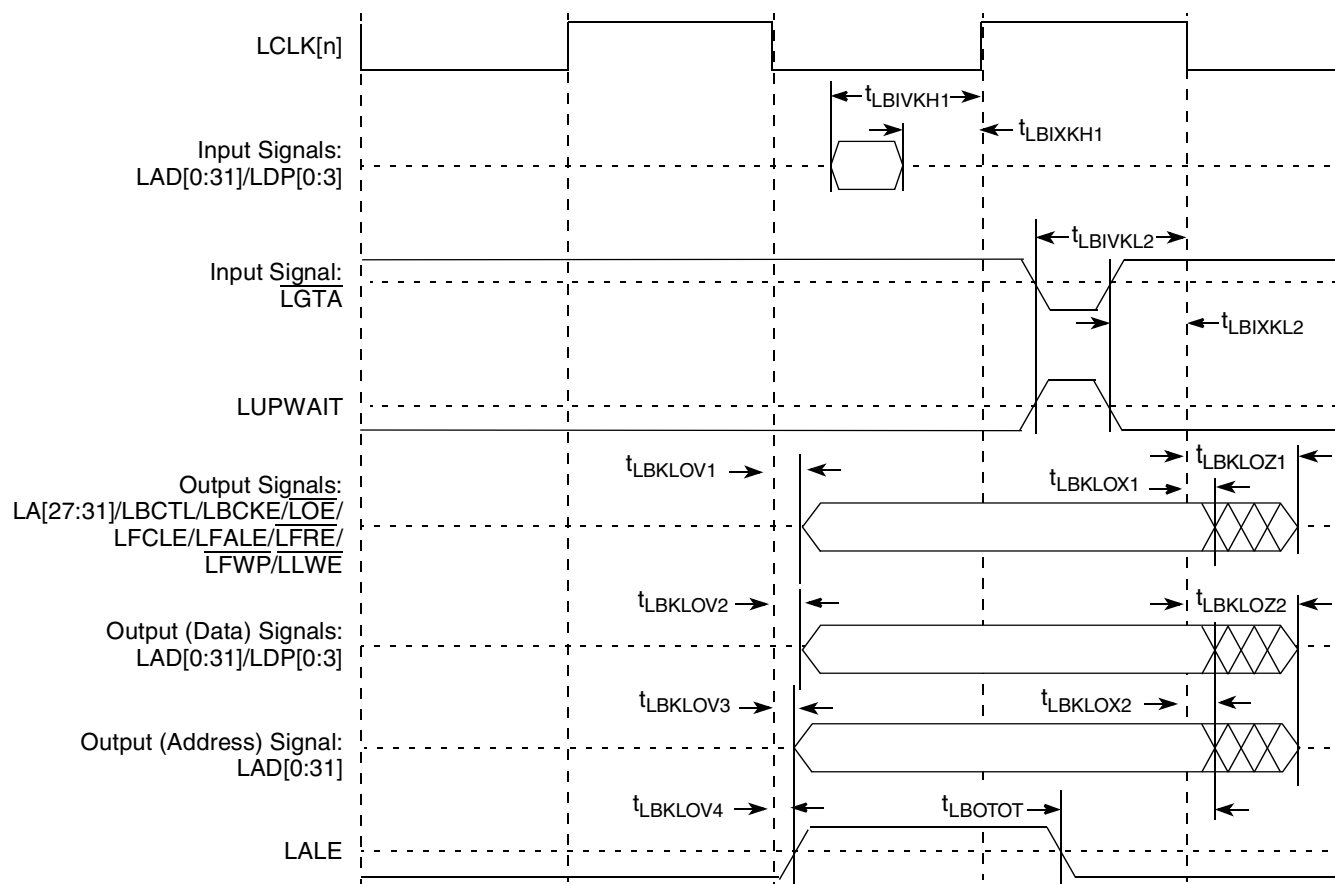 LCLK[n]
tLBIVKH1
tLBIXKH1
Input Signals:
LAD[0:31]/LDP[0:3]
tLBIVKL2
Input Signal:
LGTA
tLBIXKL2
LUPWAIT
tLBKLOV1
tLBKLOZ1
tLBKLOX1
Output Signals:
LA[27:31]/LBCTL/LBCKE/LOE/
LFCLE/LFALE/LFRE/
LFWP/LLWE
tLBKLOV2
tLBKLOZ2
Output (Data) Signals:
LAD[0:31]/LDP[0:3]
tLBKLOV3
tLBKLOX2
Output (Address) Signal:
LAD[0:31]
tLBKLOV4
tLBOTOT
LALE